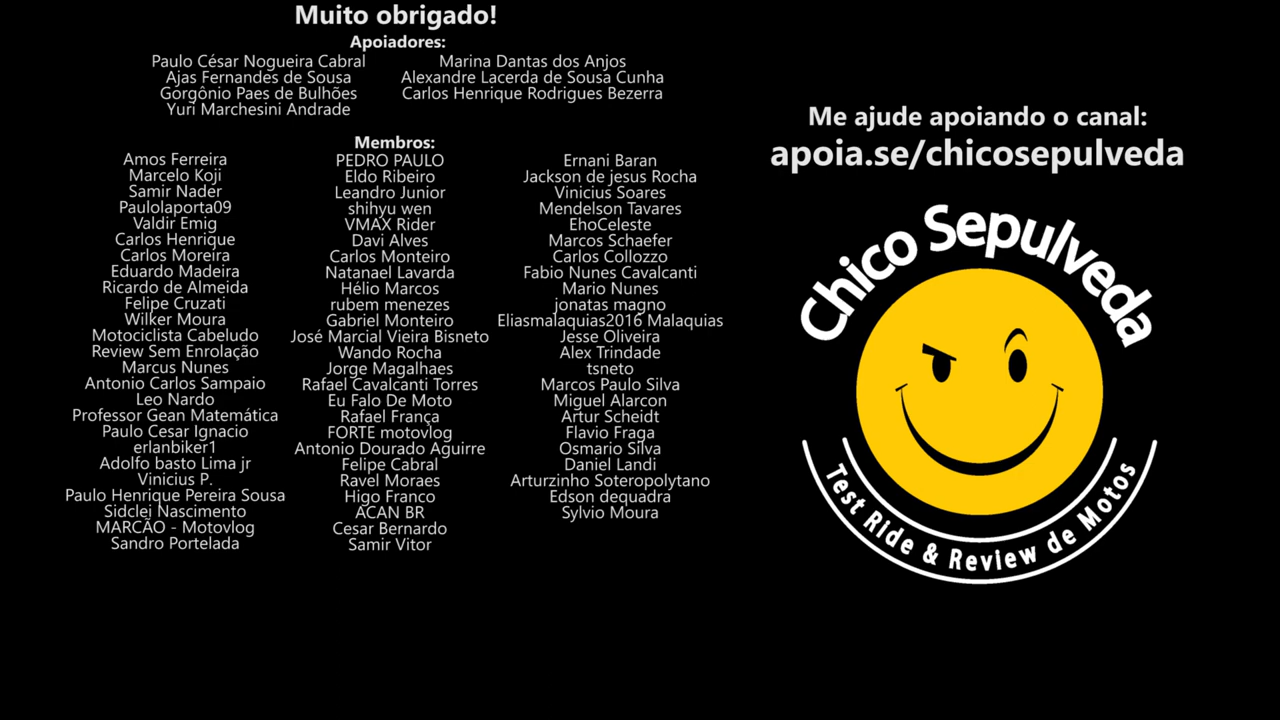 Muito obrigado!
Apoiadores:
Paulo César Nogueira Cabral
Ajas Fernandes de Sousa
Gorgônio Paes de Bulhões
Yuri Marchesini Andrade
Marina Dantas dos Anjos
Alexandre Lacerda de Sousa Cunha
Carlos Henrique Rodrigues Bezerra
Membros:
Amos Ferreira
Marcelo Koji
Samir Nader
Paulolaporta09
Valdir Emig
Carlos Henrique
Carlos Moreira
Eduardo Madeira
Ricardo de Almeida
Felipe Cruzati
Wilker Moura
Motociclista Cabeludo
Review Sem Enrolação
Marcus Nunes
Antonio Carlos Sampaio
Leo Nardo
Professor Gean Matemática
Paulo Cesar Ignacio
erlanbiker1
Adolfo basto Lima jr
Vinicius P.
Paulo Henrique Pereira Sousa
Sidclei Nascimento
MARCÃO - Motovlog
Sandro Portelada
PEDRO PAULO
Eldo Ribeiro
Leandro Junior
shihyu wen
VMAX Rider
Davi Alves
Carlos Monteiro
Natanael Lavarda
Hélio Marcos
rubem menezes
Gabriel Monteiro
José Marcial Vieira Bisneto
Wando Rocha
Jorge Magalhaes
Rafael Cavalcanti Torres
Eu Falo De Moto
Rafael França
FORTE motovlog
Antonio Dourado Aguirre
Felipe Cabral
Ravel Moraes
Higo Franco
ACAN BR
Cesar Bernardo
Samir Vitor
Ernani Baran
Jackson de jesus Rocha
Vinicius Soares
Mendelson Tavares
EhoCeleste
Marcos Schaefer
Carlos Collozzo
Fabio Nunes Cavalcanti
Mario Nunes
jonatas magno
Eliasmalaquias2016 Malaquias
Jesse Oliveira
Alex Trindade
tsneto
Marcos Paulo Silva
Miguel Alarcon
Artur Scheidt
Flavio Fraga
Osmario Silva
Daniel Landi
Arturzinho Soteropolytano
Edson dequadra
Sylvio Moura
Me ajude apoiando o canal:
apoia.se/chicosepulveda
Chico Sepulveda
Test Ride & Review de Motos